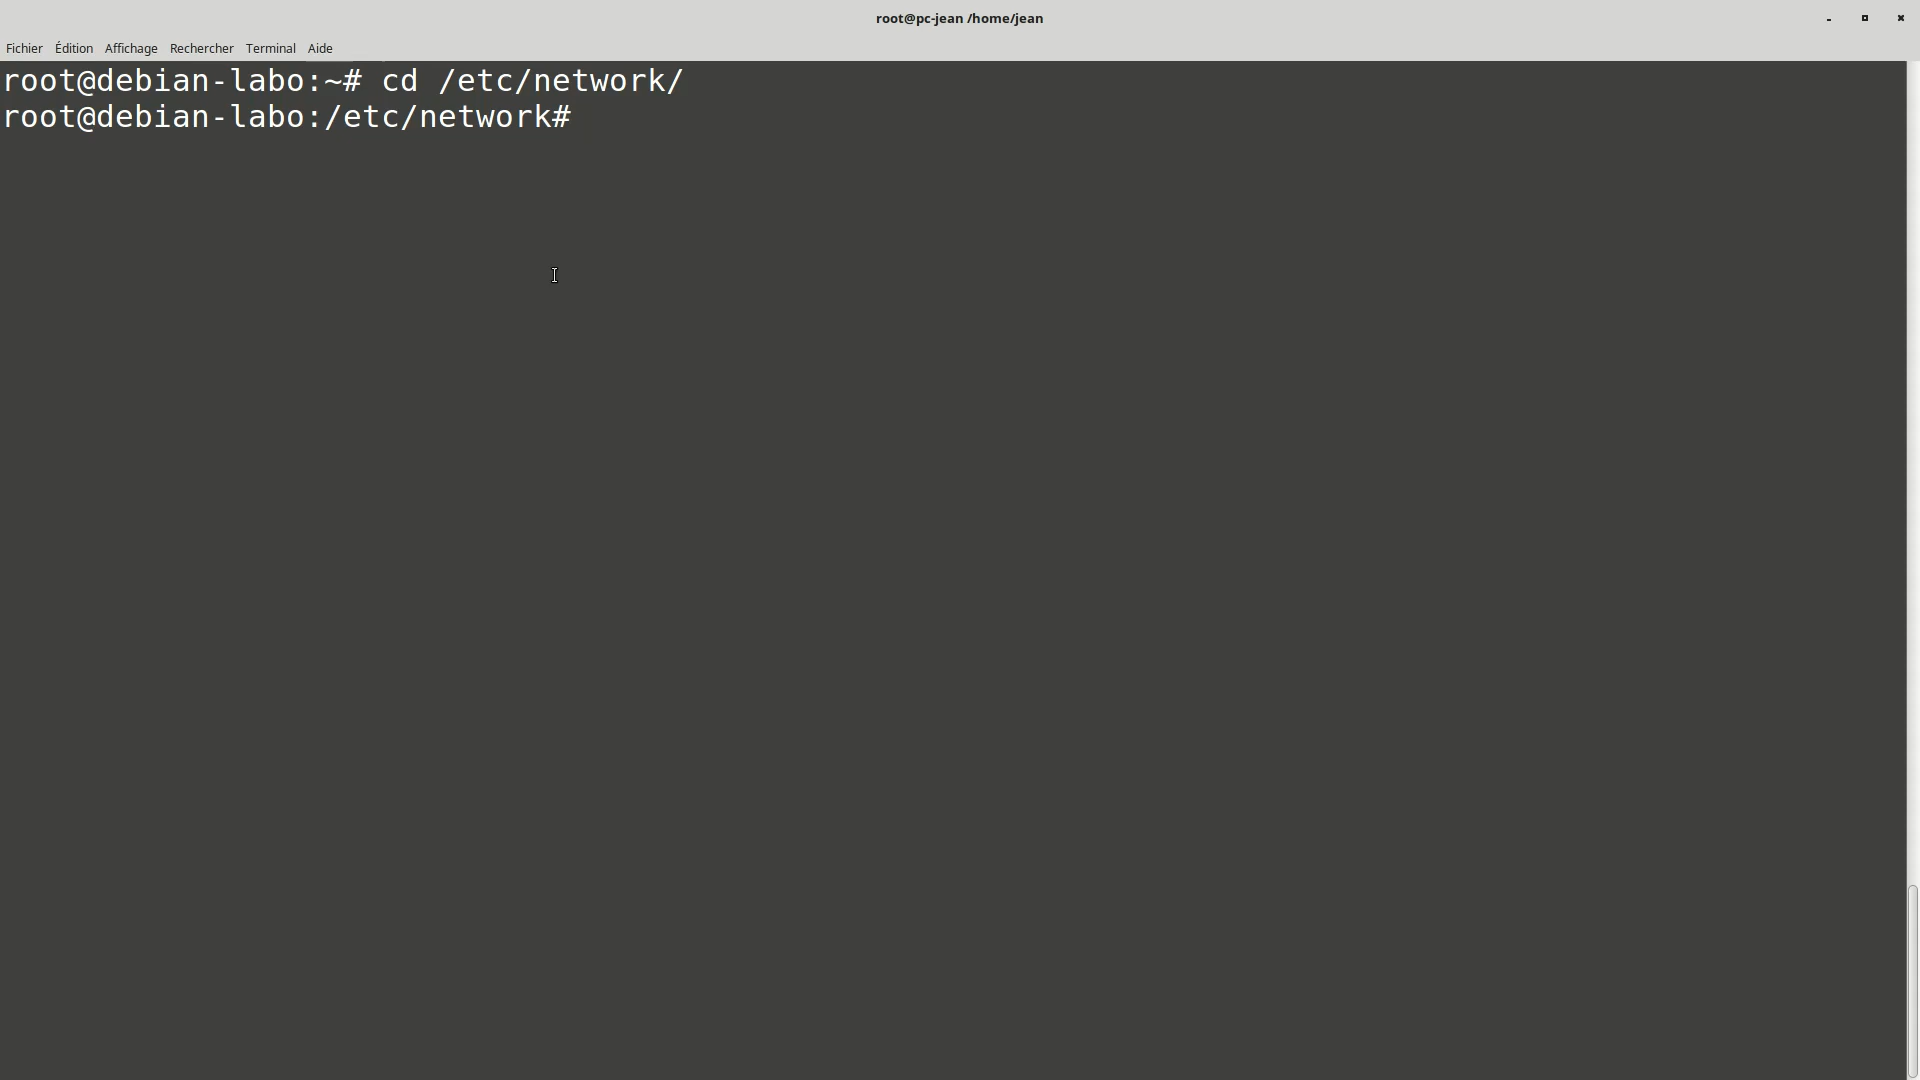 root@pc-jean /home/jean
Fichier Édition Affichage Rechercher Terminal Aide
root@debian-labo:~# cd /etc/network/
root@debian-labo:/etc/network#